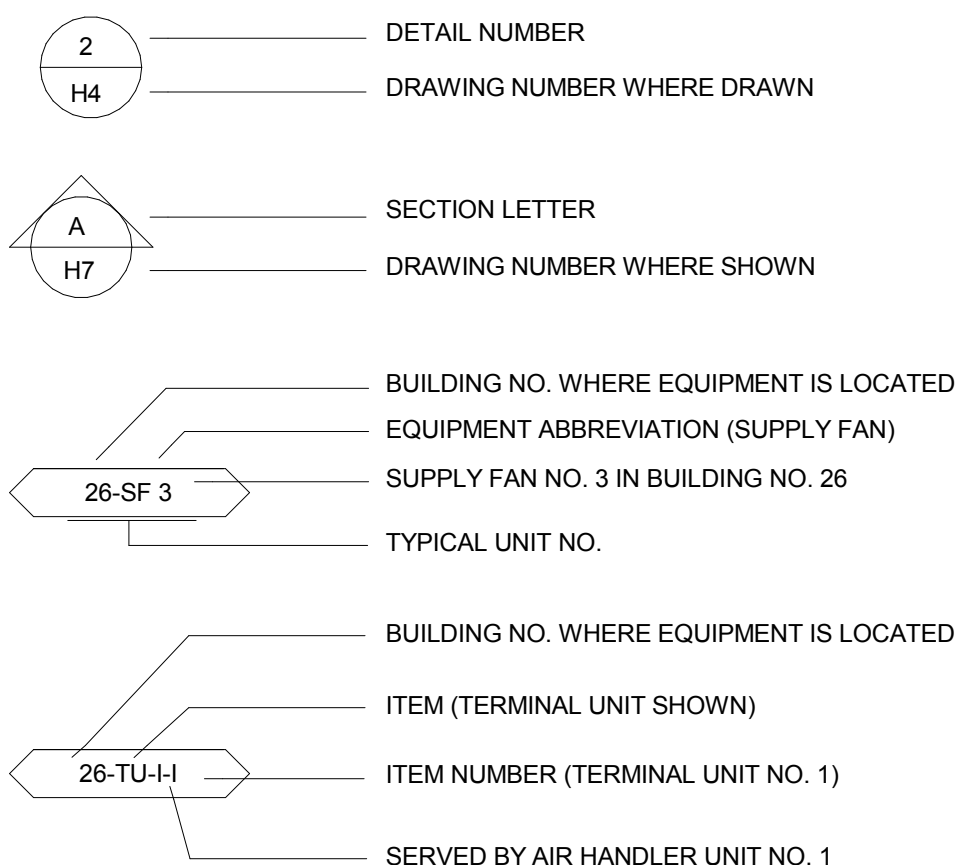 2
DETAIL NUMBER
H4
DRAWING NUMBER WHERE DRAWN
A
SECTION LETTER
H7
DRAWING NUMBER WHERE SHOWN
BUILDING NO. WHERE EQUIPMENT IS LOCATED
EQUIPMENT ABBREVIATION (SUPPLY FAN)
26-SF 3
SUPPLY FAN NO. 3 IN BUILDING NO. 26
TYPICAL UNIT NO.
BUILDING NO. WHERE EQUIPMENT IS LOCATED
ITEM (TERMINAL UNIT SHOWN)
26-TU-I-I
ITEM NUMBER (TERMINAL UNIT NO. 1)
SERVED BY AIR HANDLER UNIT NO. 1